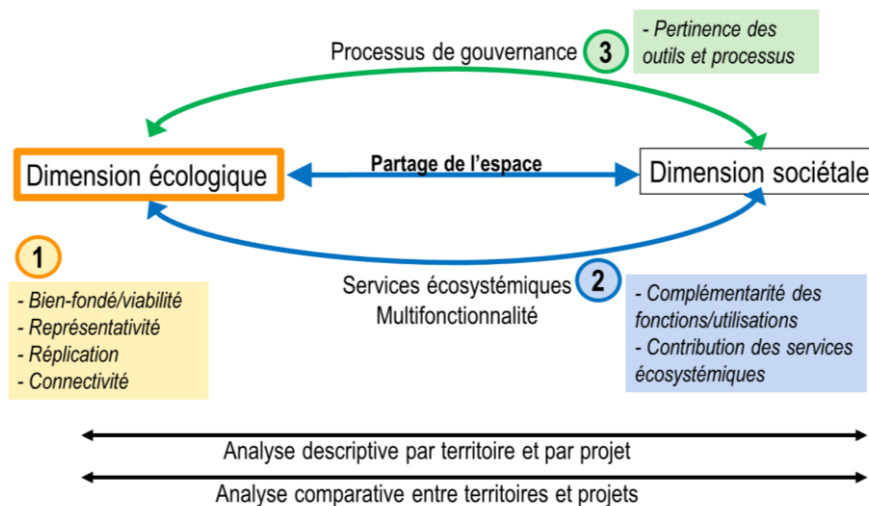 Processus de gouvernance
3
- Pertinence des
outils et processus
Dimension écologique
Partage de l'espace
Dimension sociétale
1
- Bien-fondé/viabilité
- Représentativité
- Réplication
- Connectivité
Services écosystémiques
Multifonctionnalité
2
- Complémentarité des
fonctions/utilisations
- Contribution des services
écosystémiques
Analyse descriptive par territoire et par projet
Analyse comparative entre territoires et projets